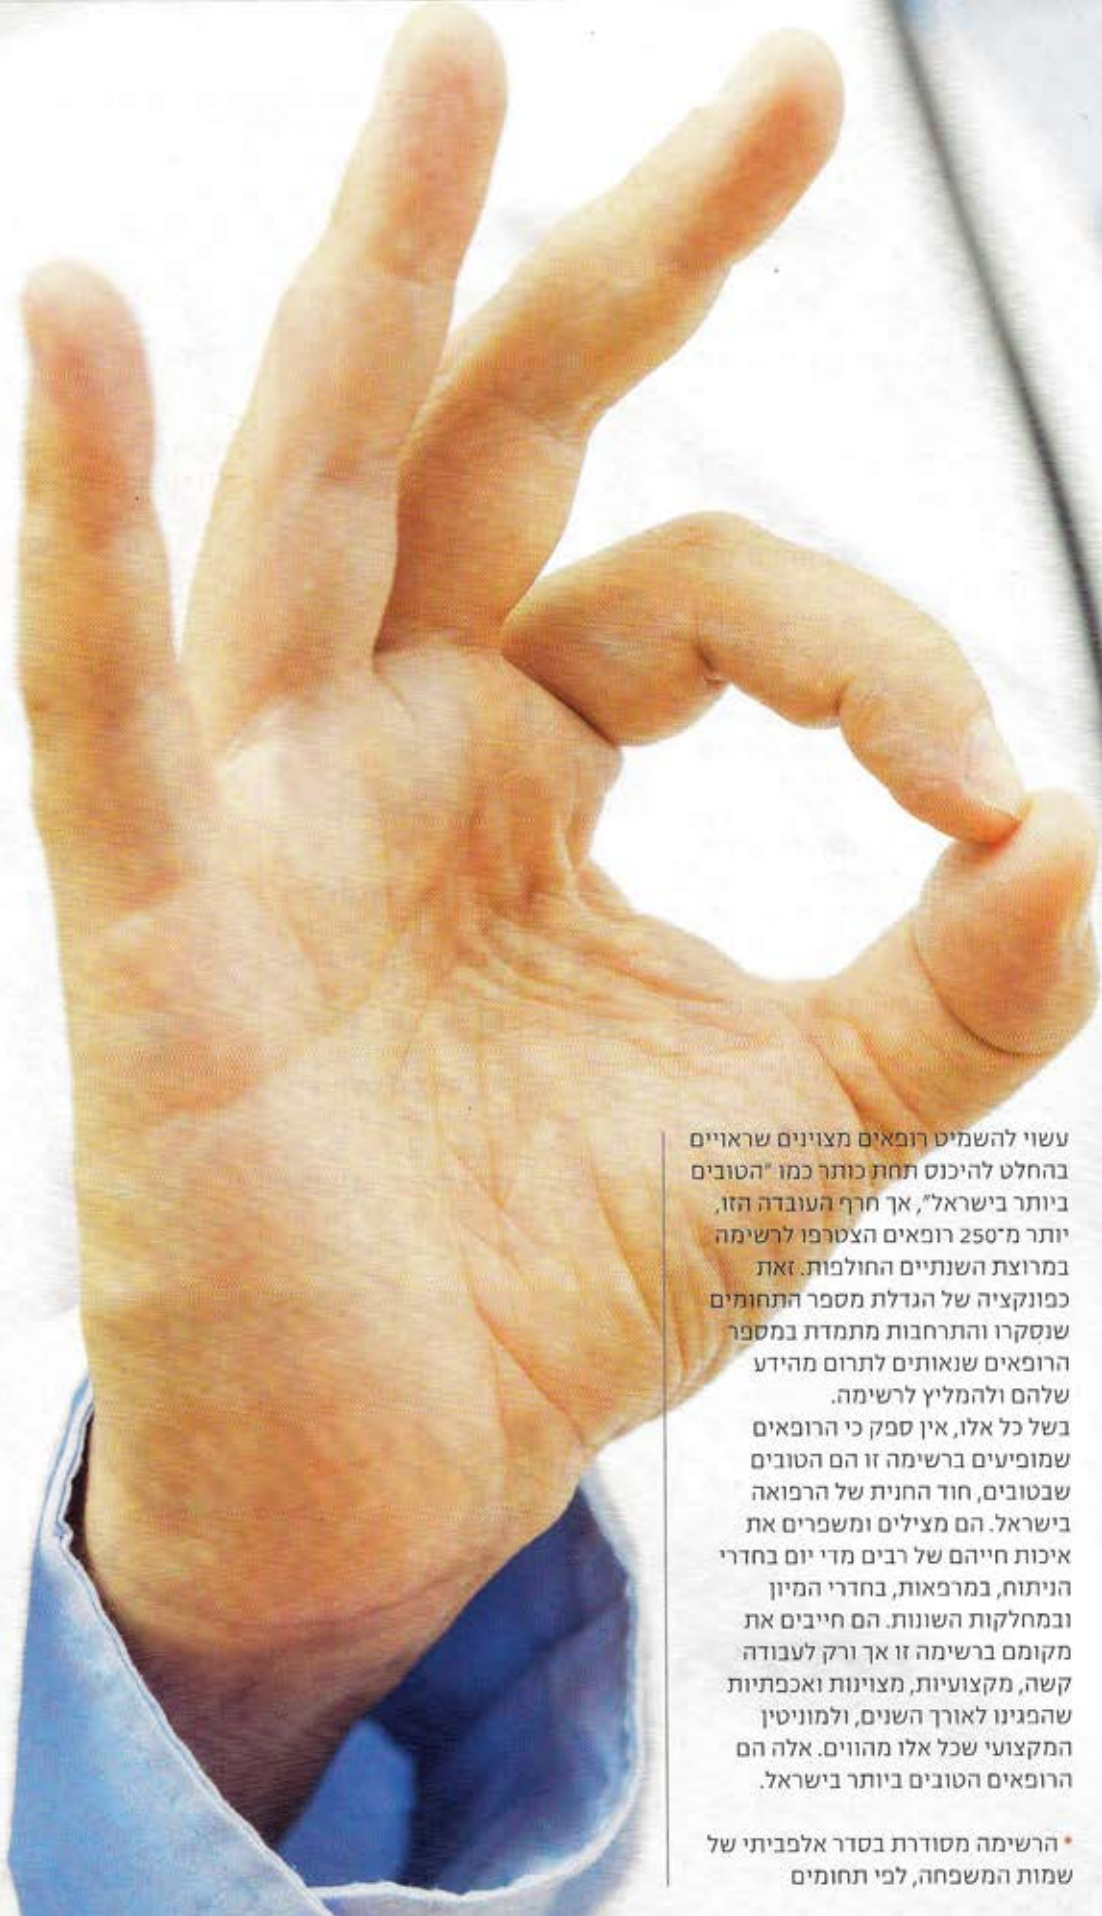 עשוי להשמיט רופאים מצוינים שראויים
בהחלט להיכנס תחת כותר כמו "הטובים
ביותר בישראל", אך חרף העובדה הזו,
יותר מ־250 רופאים הצטרפו לרשימה
במרוצת השנתיים החולפות. זאת
כפונקציה של הגדלת מספר התחומים
שנסקרו והתרחבות מתמדת במספר
הרופאים שנאותים לתרום מהידע
שלהם ולהמליץ לרשימה.
בשל כל אלו, אין ספק כי הרופאים
שמופיעים ברשימה זו הם הטובים
שבטובים, חוד החנית של הרפואה
בישראל. הם מצילים ומשפרים את
איכות חייהם של רבים מדי יום בחדרי
הניתוח, במרפאות, בחדרי המיון
ובמחלקות השונות. הם חייבים את
מקומם ברשימה זו אך ורק לעבודה
קשה, מקצועיות, מצוינות ואכפתיות
שהפגינו לאורך השנים, ולמוניטין
המקצועי שכל אלו מהווים. אלה הם
הרופאים הטובים ביותר בישראל.
• הרשימה מסודרת בסדר אלפביתי של
שמות המשפחה, לפי תחומים